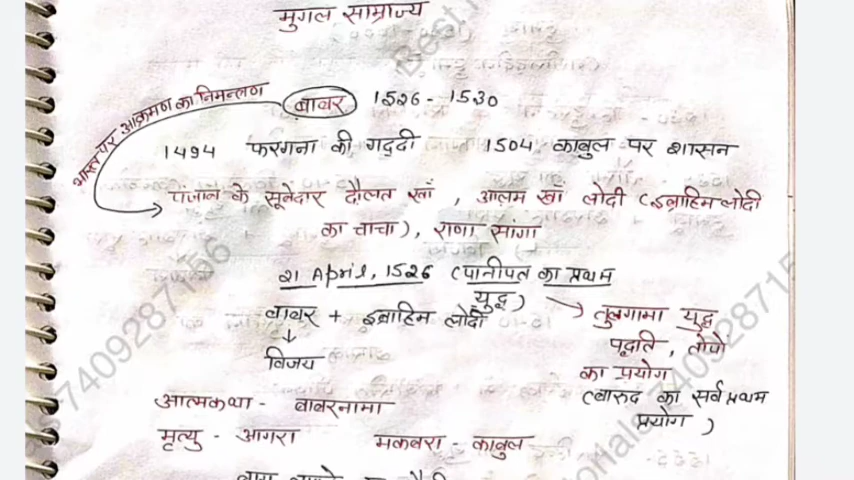 मुगल साम्राज्य
भारत पर आक्रमण का निमन्त्रण
बाबर 1526 - 1530
1494 फरगना की गद्दी 1504 काबुल पर शासन
पंजाब के सूबेदार दौलत खाँ , आलम खाँ लोदी (इब्राहिम लोदी
का चाचा), राणा सांगा
21 April, 1526 (पानीपत का प्रथम
युद्ध)
बाबर + इब्राहिम लोदी → तुलगामा युद्ध
↓ पद्धति , तोपो
विजय का प्रयोग
(बारुद का सर्व प्रथम
प्रयोग )
आत्मकथा - बाबरनामा
मृत्यु - आगरा मकबरा - काबुल
7409287156